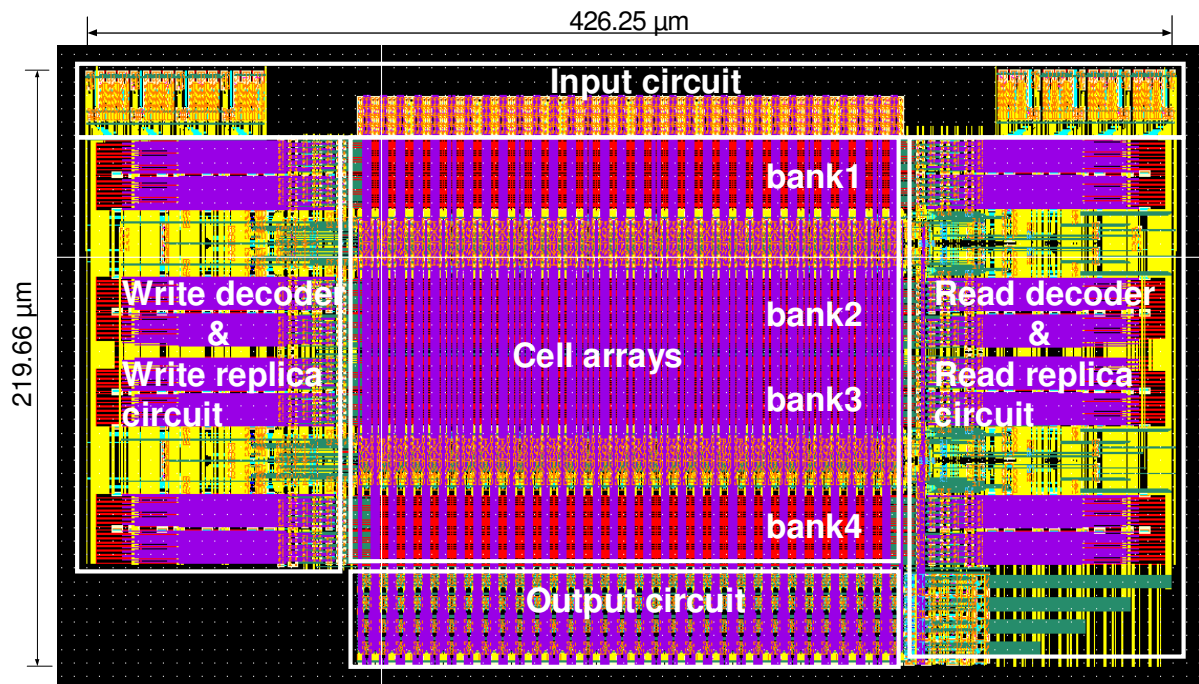 426.25 µm
219.66 µm
Input circuit
bank1
Write decoder
&
Write replica
circuit
bank2
Cell arrays
bank3
Read decoder
&
Read replica
circuit
bank4
Output circuit